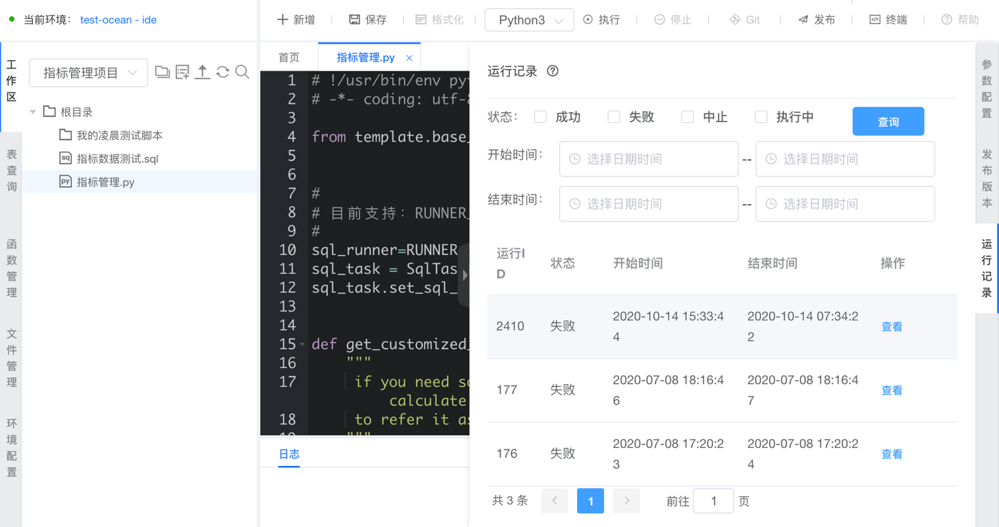 当前环境： test-ocean - ide
新增
保存
格式化
Python3
执行
停止
Git
发布
终端
帮助
工作区
表查询
函数管理
文件管理
环境配置
指标管理项目
根目录
我的凌晨测试脚本
sq 指标数据测试.sql
py 指标管理.py
首页
指标管理.py ×
1 # !/usr/bin/env pyt
2 # -*- coding: utf-8
3
4 from template.base_
5
6
7 #
8 # 目前支持：RUNNER_
9 #
10 sql_runner=RUNNER
11 sql_task = SqlTas
12 sql_task.set_sql_
13
14
15 def get_customized_
16 """
17 if you need so
calculate
18 to refer it as
19 """
日志
运行记录 ?
状态：
成功
失败
中止
执行中
查询
开始时间： 选择日期时间 -- 选择日期时间
结束时间： 选择日期时间 -- 选择日期时间
运行ID 状态 开始时间 结束时间 操作
2410 失败 2020-10-14 15:33:44 2020-10-14 07:34:22 查看
177 失败 2020-07-08 18:16:46 2020-07-08 18:16:47 查看
176 失败 2020-07-08 17:20:23 2020-07-08 17:20:24 查看
共 3 条 < 1 > 前往 1 页
参数配置
发布版本
运行记录